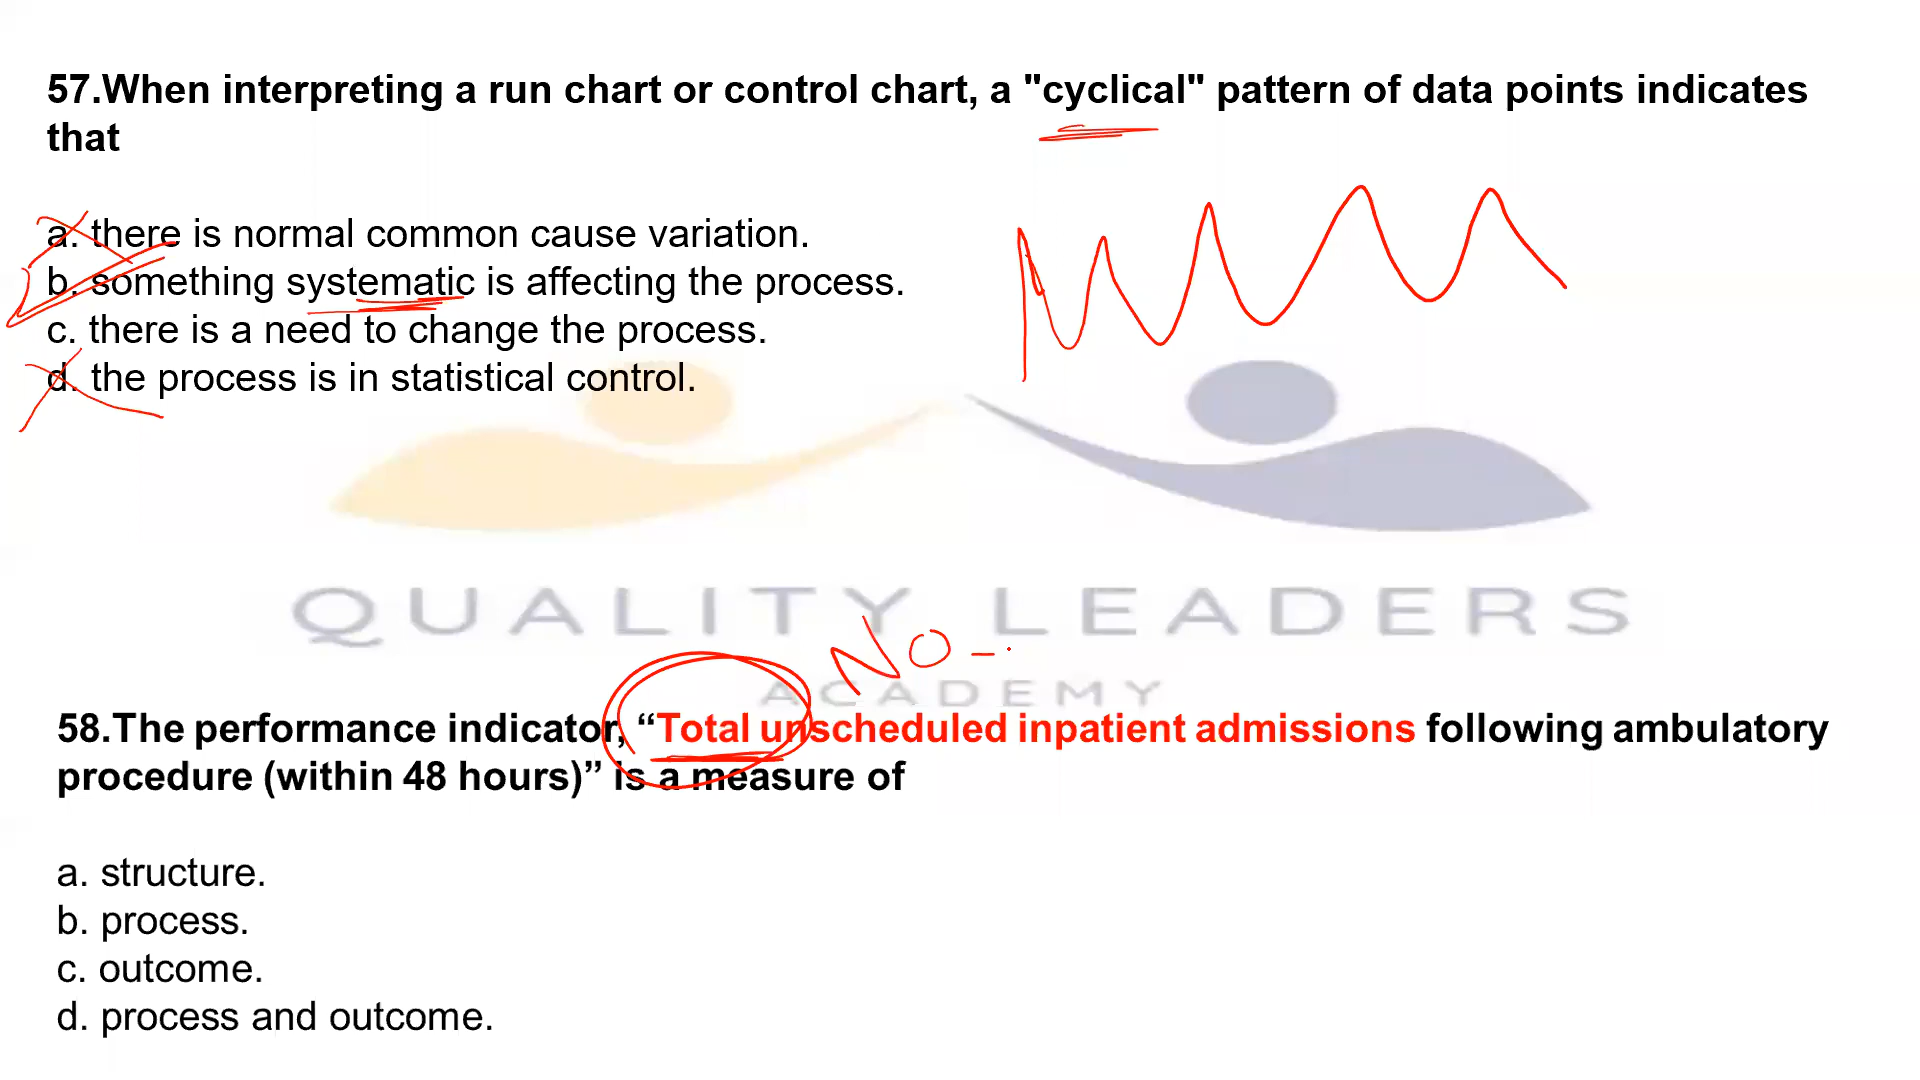 57.When interpreting a run chart or control chart, a "cyclical" pattern of data points indicates
that
a. there is normal common cause variation.
b. something systematic is affecting the process.
c. there is a need to change the process.
d. the process is in statistical control.
QUALITY LEADERS
NO -
ACADEMY
58.The performance indicator, “Total unscheduled inpatient admissions following ambulatory
procedure (within 48 hours)” is a measure of
a. structure.
b. process.
c. outcome.
d. process and outcome.